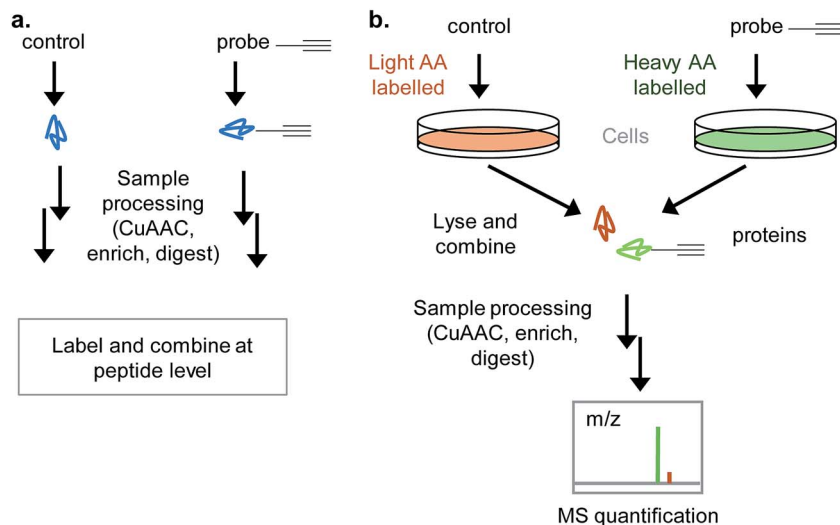 a.
control
probe
Sample
processing
(CuAAC,
enrich, digest)
Label and combine at
peptide level
b.
control
probe
Light AA
labelled
Heavy AA
labelled
Cells
Lyse and
combine
proteins
Sample processing
(CuAAC, enrich,
digest)
m/z
MS quantification